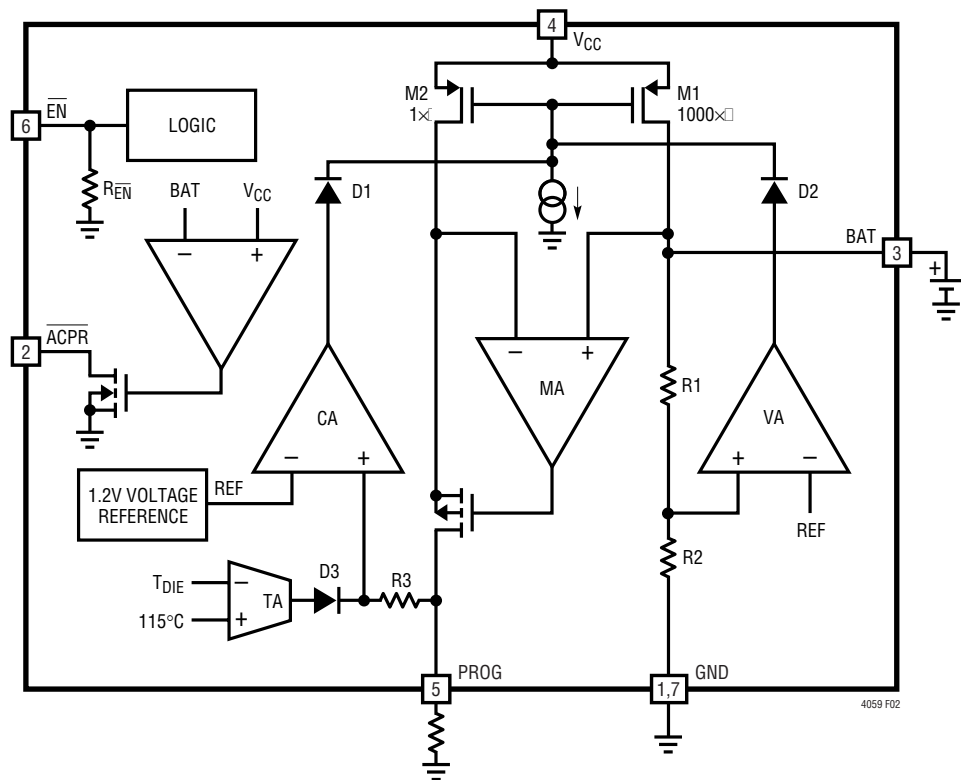 4
VCC
M2
1×
M1
1000×
6
EN
LOGIC
REN
BAT
VCC
D1
D2
BAT
3
+
−
+
ACPR
2
−
+
MA
R1
CA
VA
−
+
+
−
1.2V VOLTAGE
REFERENCE
REF
REF
R2
D3
R3
TDIE
−
TA
115°C
+
PROG
GND
5
1,7
4059 F02